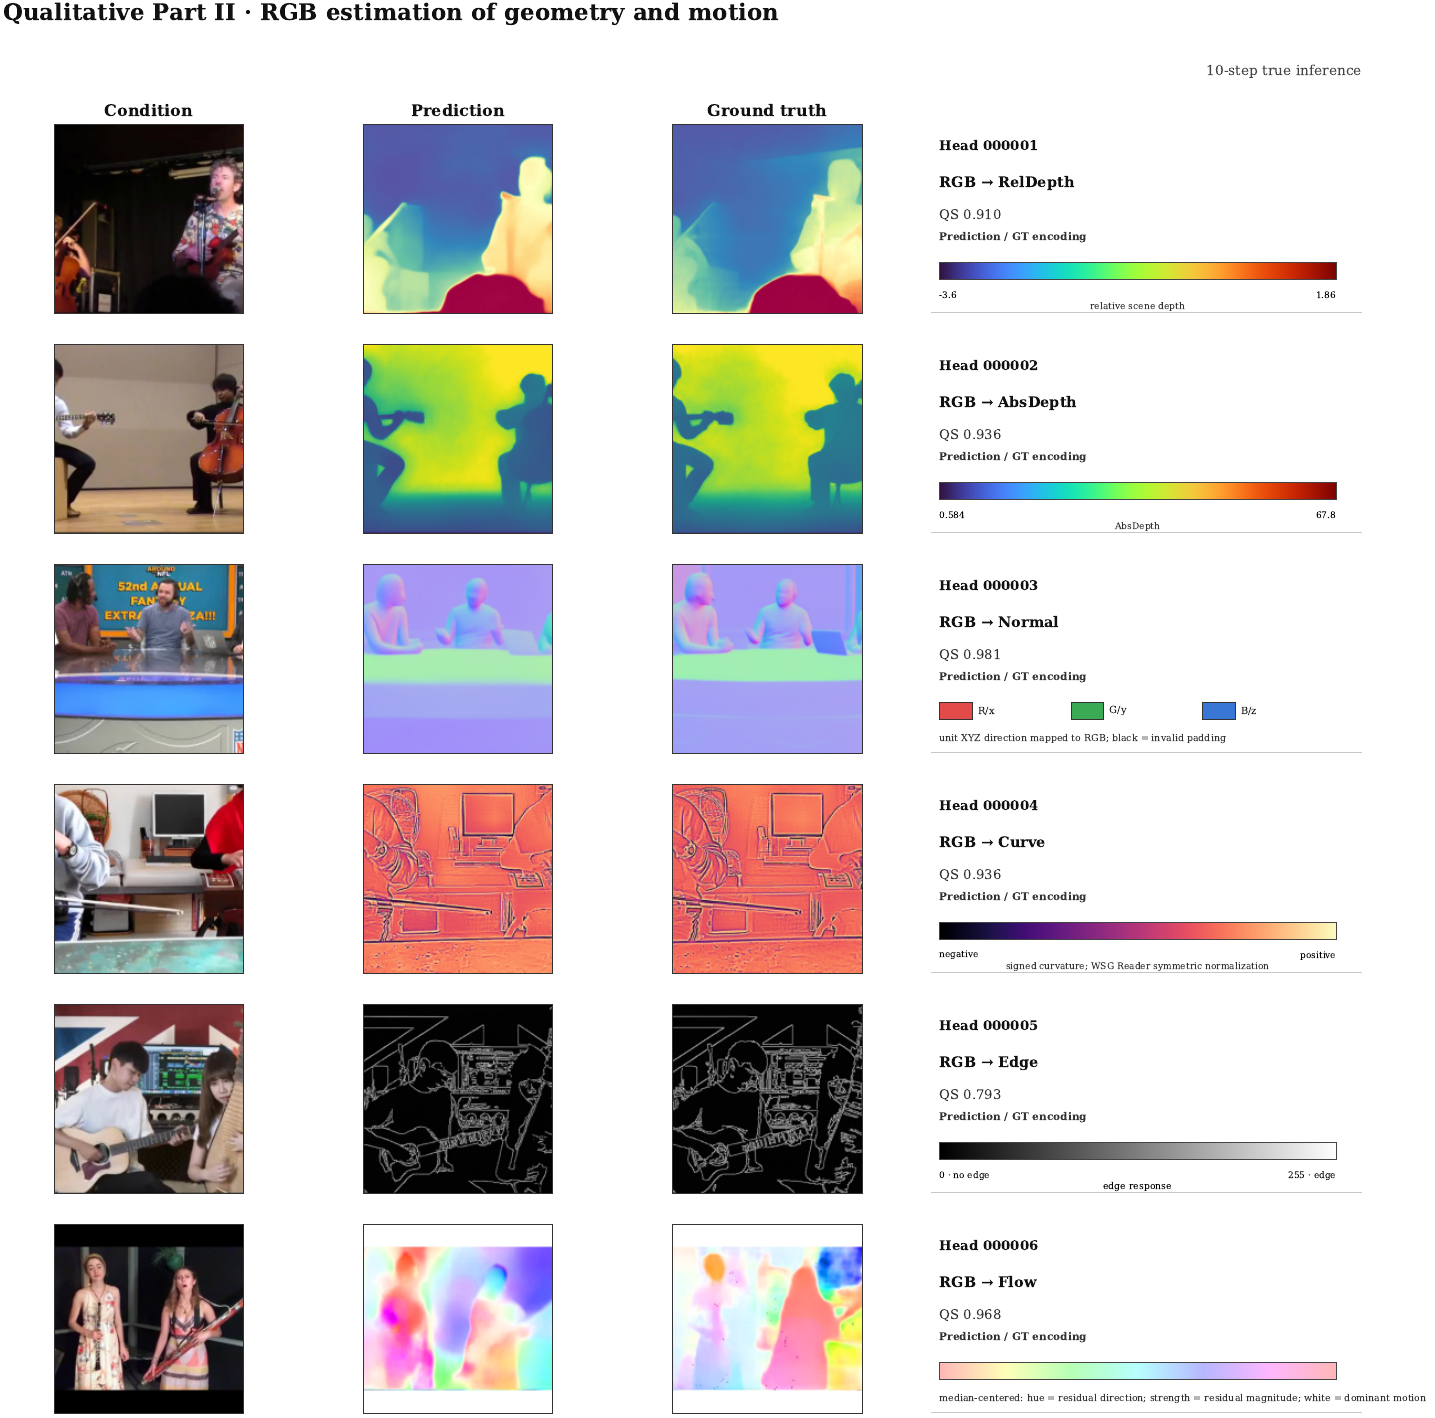 Qualitative Part II · RGB estimation of geometry and motion
10-step true inference
Condition
Prediction
Ground truth
Head 000001
RGB → RelDepth
QS 0.910
Prediction / GT encoding
-3.6
1.86
relative scene depth
Head 000002
RGB → AbsDepth
QS 0.936
Prediction / GT encoding
0.584
67.8
AbsDepth
ATN
AROUND
NFL
52nd A UAL
FAN Y
EXTR ZA!!!
Head 000003
RGB → Normal
QS 0.981
Prediction / GT encoding
R/x
G/y
B/z
unit XYZ direction mapped to RGB; black = invalid padding
Head 000004
RGB → Curve
QS 0.936
Prediction / GT encoding
negative
positive
signed curvature; WSG Reader symmetric normalization
Head 000005
RGB → Edge
QS 0.793
Prediction / GT encoding
0 · no edge
255 · edge
edge response
Head 000006
RGB → Flow
QS 0.968
Prediction / GT encoding
median-centered: hue = residual direction; strength = residual magnitude; white = dominant motion